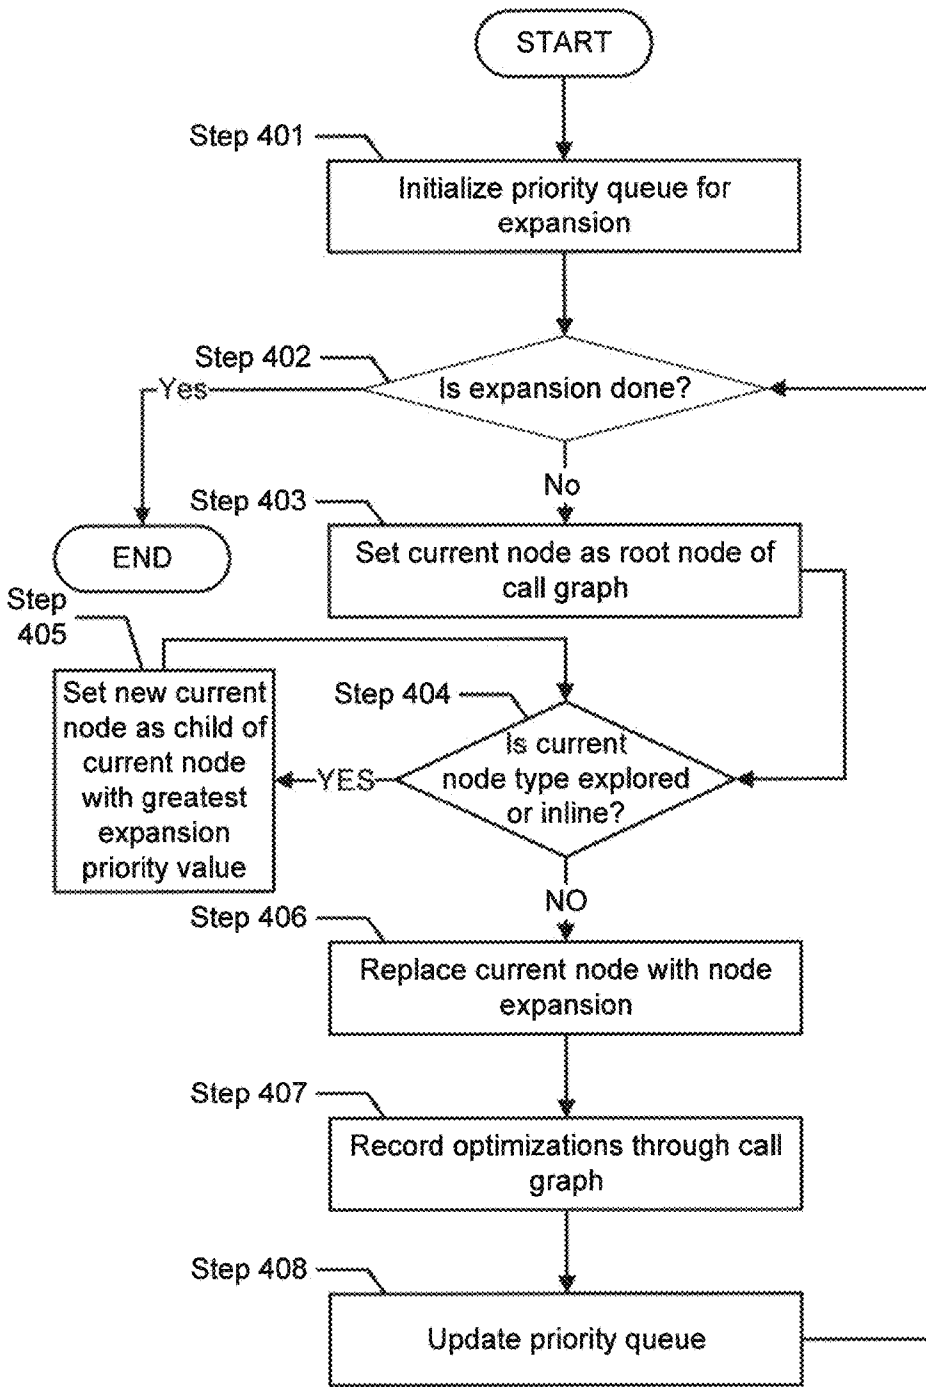 START
Step 401
Initialize priority queue for
expansion
Step 402
Is expansion done?
Yes
No
Step 403
Set current node as root node of
call graph
END
Step
405
Set new current
node as child of
current node
with greatest
expansion
priority value
Step 404
Is current
node type explored
or inline?
YES
NO
Step 406
Replace current node with node
expansion
Step 407
Record optimizations through call
graph
Step 408
Update priority queue